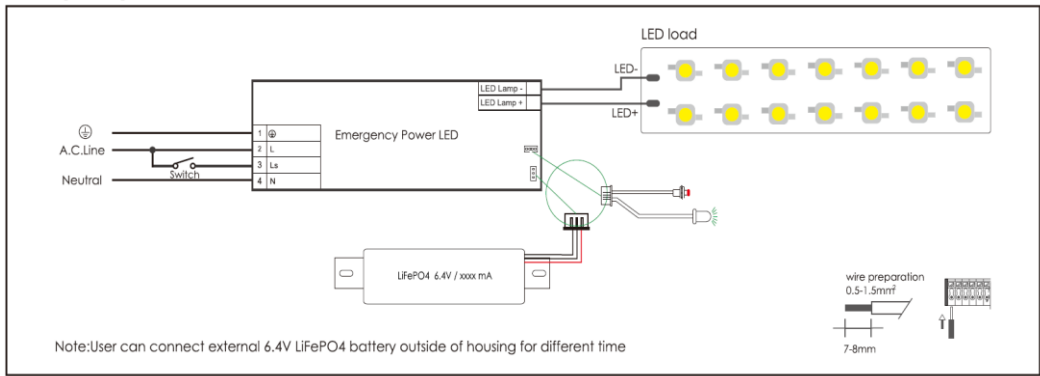 LED load
LED-
LED+
LED Lamp -
LED Lamp +
Emergency Power LED
1
A.C.Line
2 L
3 Ls
Switch
Neutral
4 N
LiFePO4 6.4V / xxxx mA
wire preparation
0.5-1.5mm²
7-8mm
Note:User can connect external 6.4V LiFePO4 battery outside of housing for different time